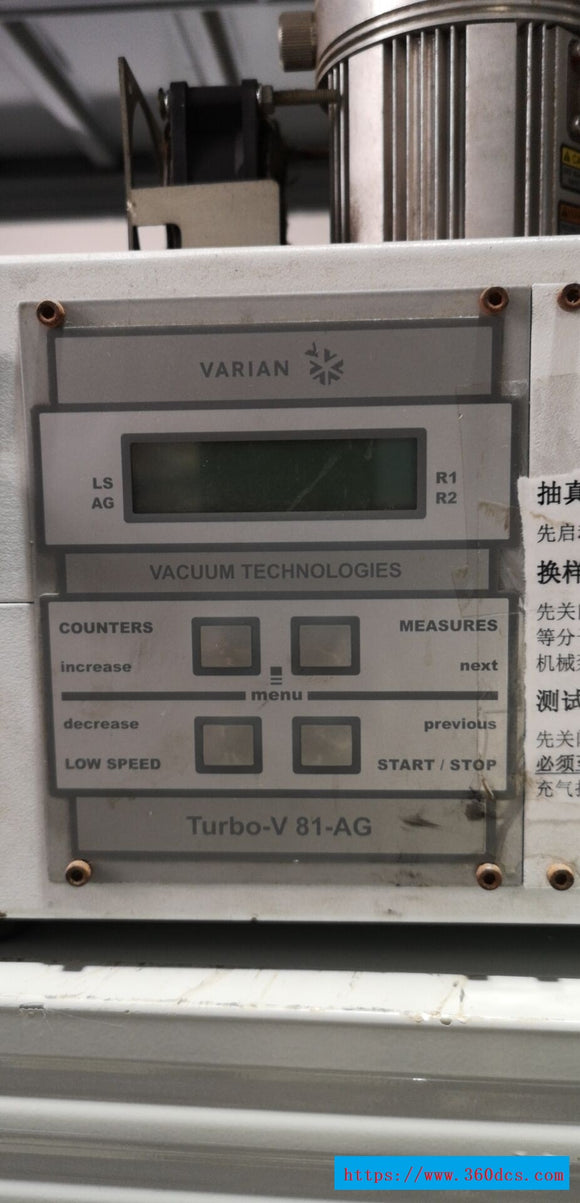 VARIAN
LS
AG
R1
R2
VACUUM TECHNOLOGIES
COUNTERS
MEASURES
increase
next
menu
decrease
previous
LOW SPEED
START / STOP
Turbo-V 81-AG
抽真
先启
换样
先关
等分
机械
测试
先关
必须
充气
https://www.360dcs.com